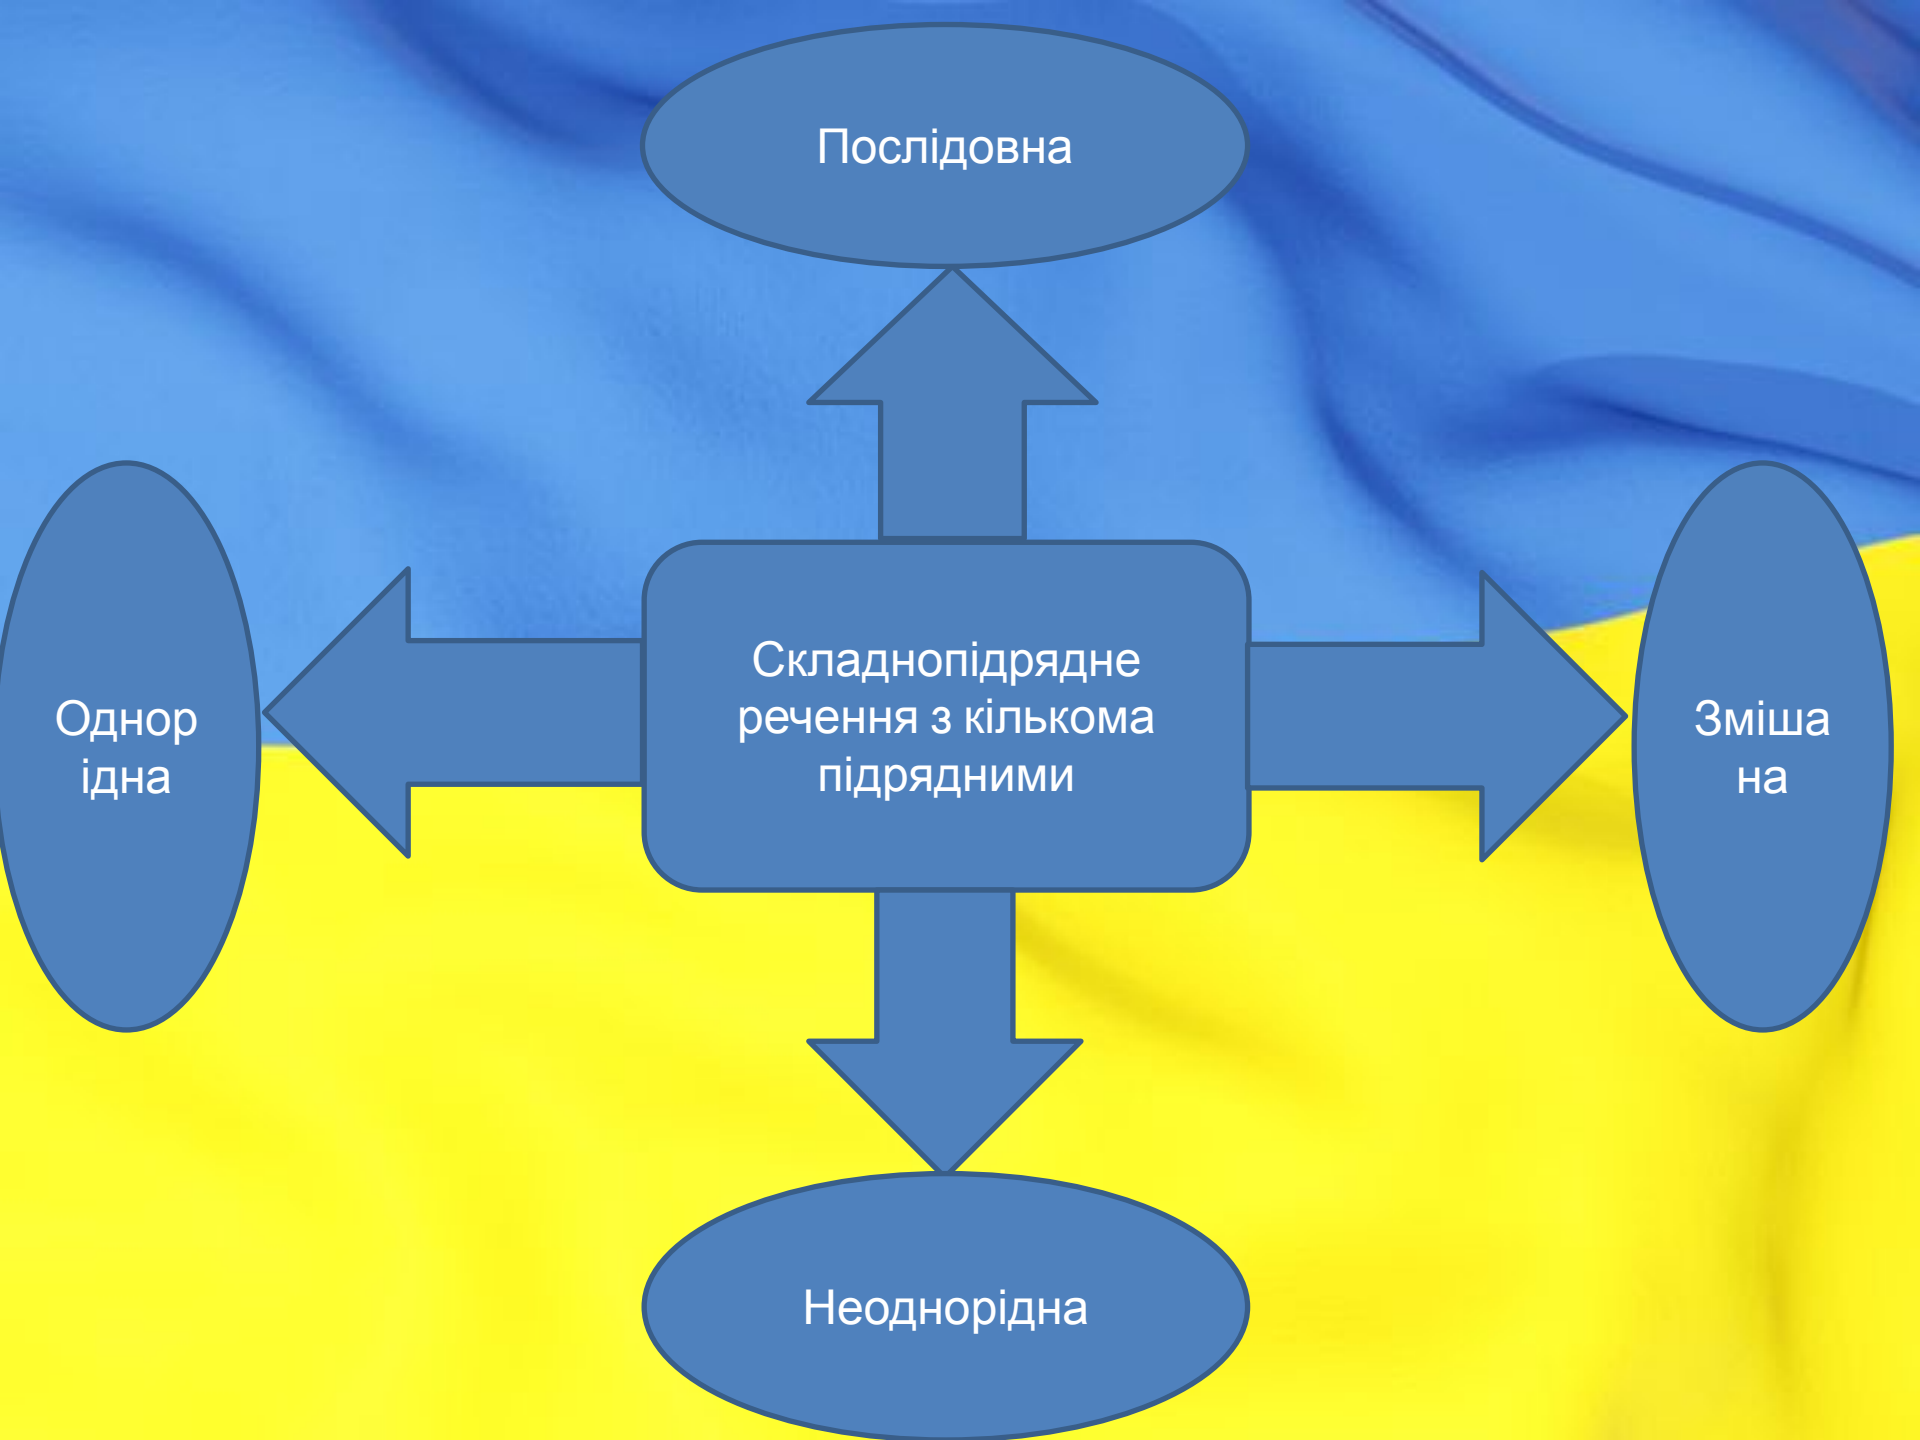 Послідовна
Однор
ідна
Складнопідрядне
речення з кількома
підрядними
Зміша
на
Неоднорідна